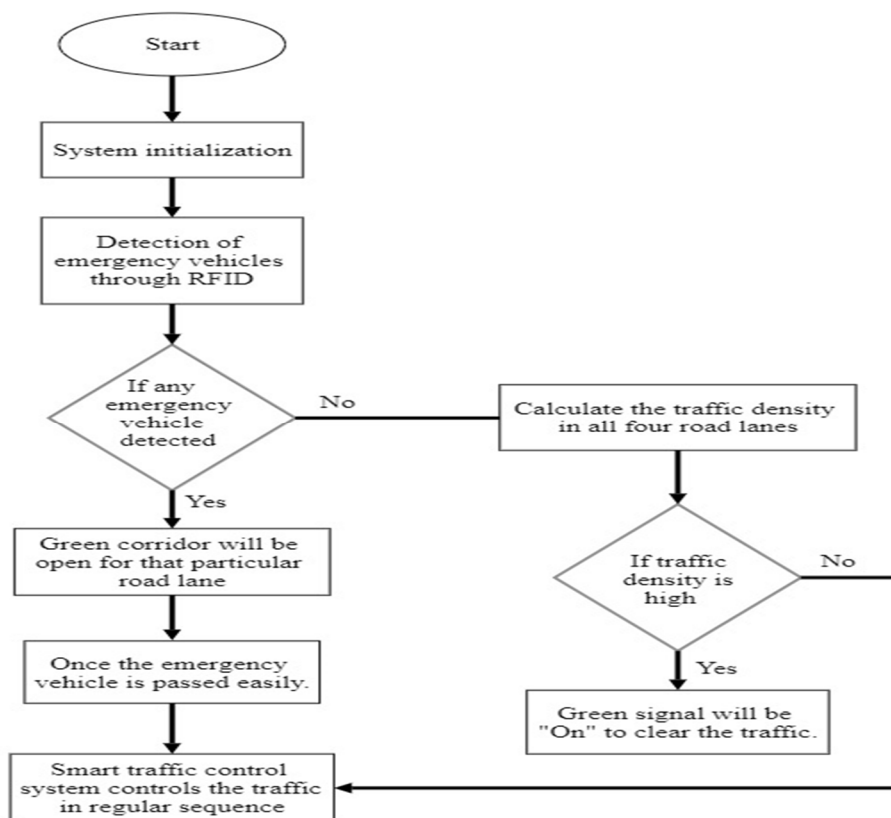 Start
System initialization
Detection of
emergency vehicles
through RFID
If any
emergency
vehicle
detected
No
Calculate the traffic density
in all four road lanes
Yes
Green corridor will be
open for that particular
road lane
If traffic
density is
high
No
Once the emergency
vehicle is passed easily.
Yes
Green signal will be
"On" to clear the traffic.
Smart traffic control
system controls the traffic
in regular sequence